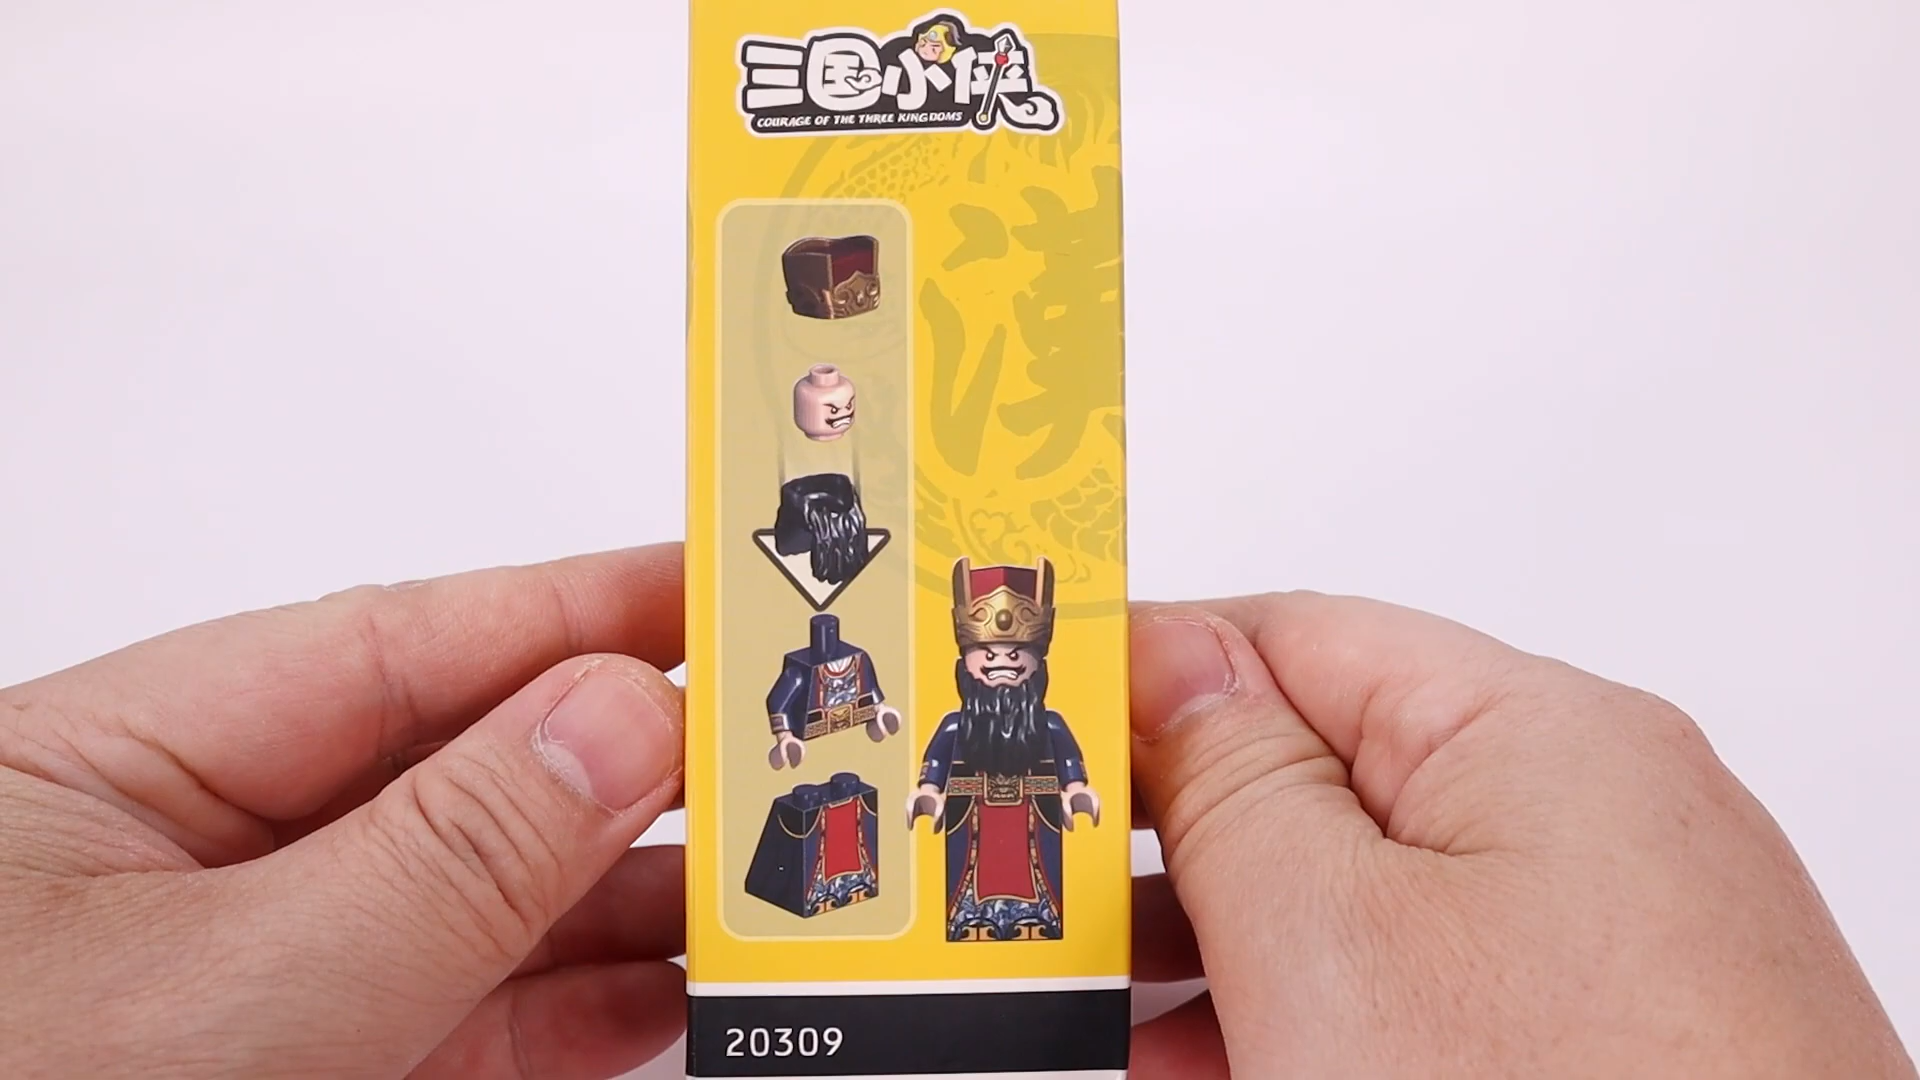 三国小侠
COURAGE OF THE THREE KINGDOMS
漢
20309